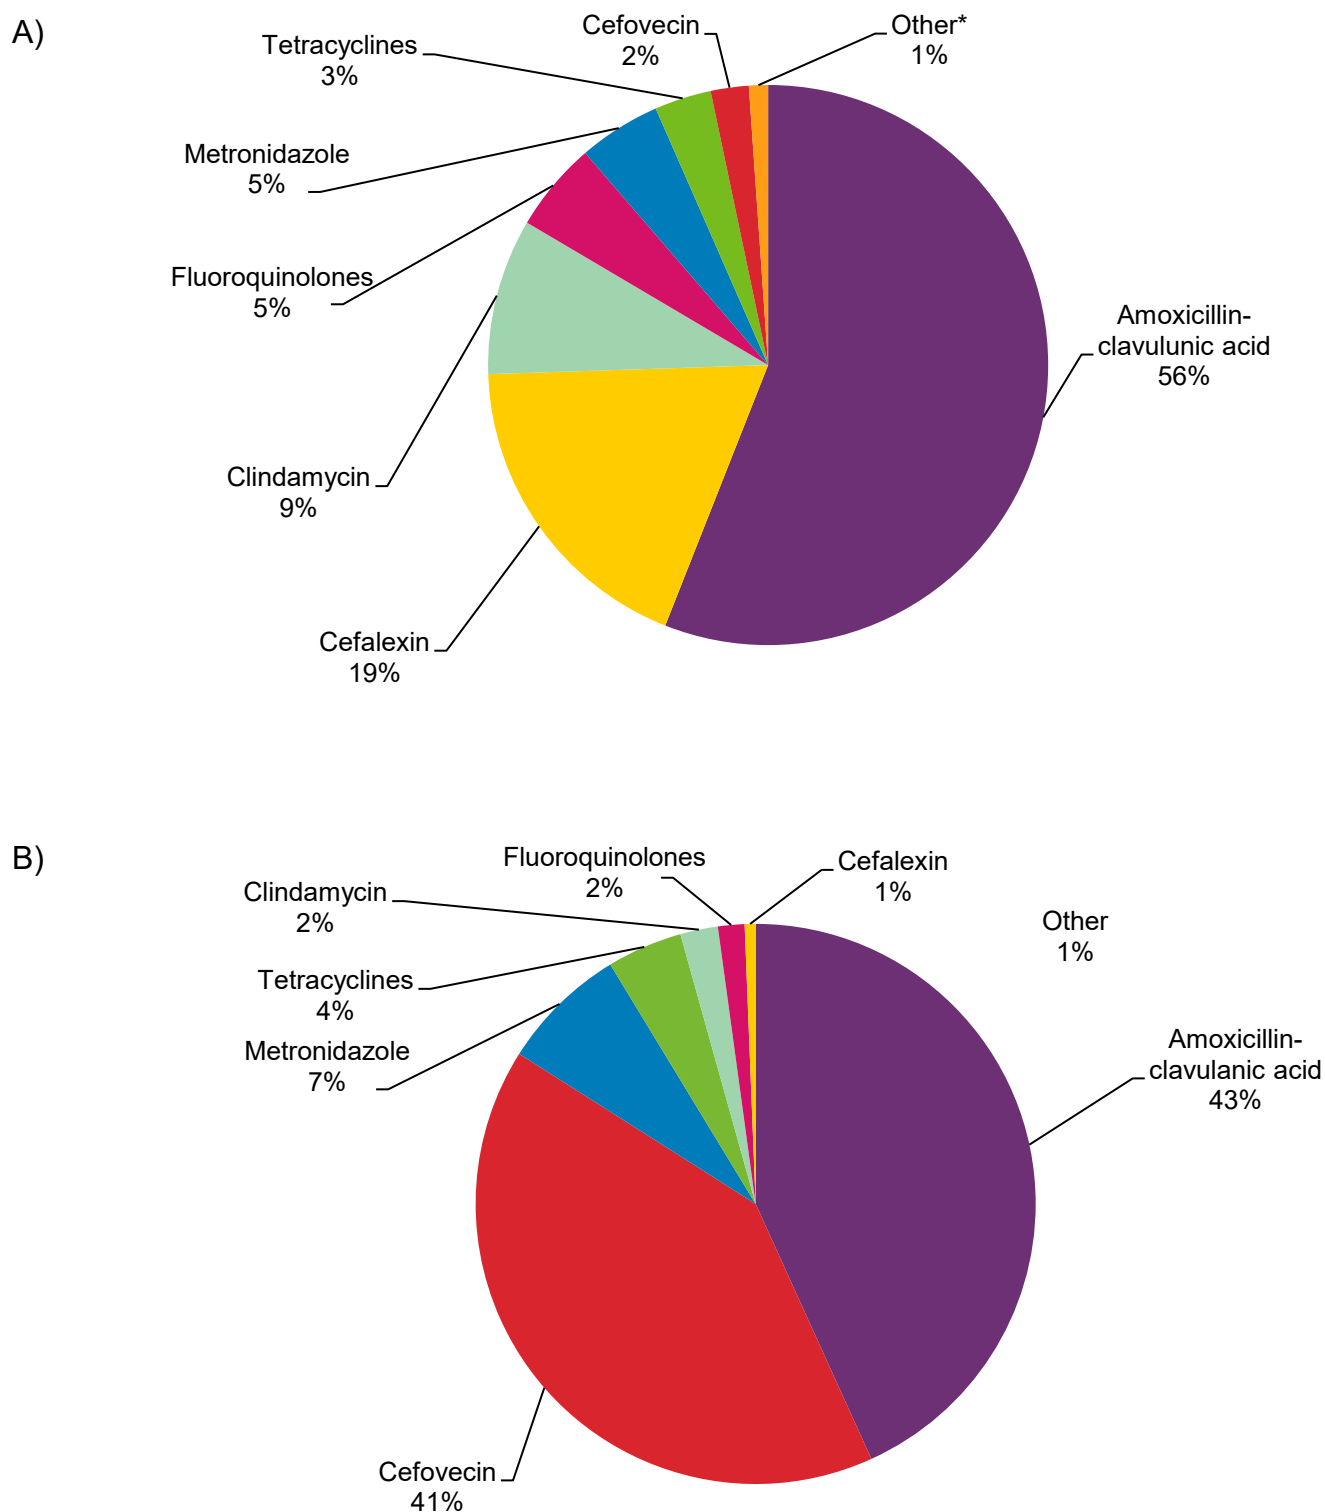 A)
Cefovecin
2%
Other*
1%
Tetracyclines
3%
Metronidazole
5%
Fluoroquinolones
5%
Amoxicillin-
clavulunic acid
56%
Clindamycin
9%
Cefalexin
19%
B)
Fluoroquinolones
2%
Cefalexin
1%
Clindamycin
2%
Other
1%
Tetracyclines
4%
Metronidazole
7%
Amoxicillin-
clavulanic acid
43%
Cefovecin
41%